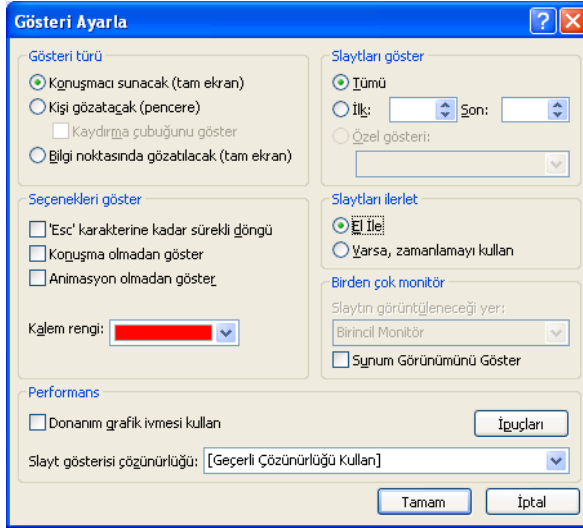 Gösteri Ayarla
Gösteri türü
Konuşmacı sunacak (tam ekran)
Kişi gözataçak (pencere)
Kaydırma çubuğunu göster
Bilgi noktasında gözatılacak (tam ekran)
Slaytları göster
Tümü
İlk: Son:
Özel gösteri:
Seçenekleri göster
'Esc' karakterine kadar sürekli döngü
Konuşma olmadan göster
Animasyon olmadan göster
Kalem rengi:
Slaytları ilerlet
El İle
Varsa, zamanlamayı kullan
Birden çok monitör
Slaytın görüntüleneceği yer:
Birincil Monitör
Sunum Görünümünü Göster
Performans
Donanım grafik ivmesi kullan
İpuçları
Slayt gösterisi çözünürlüğü: [Geçerli Çözünürlüğü Kullan]
Tamam İptal